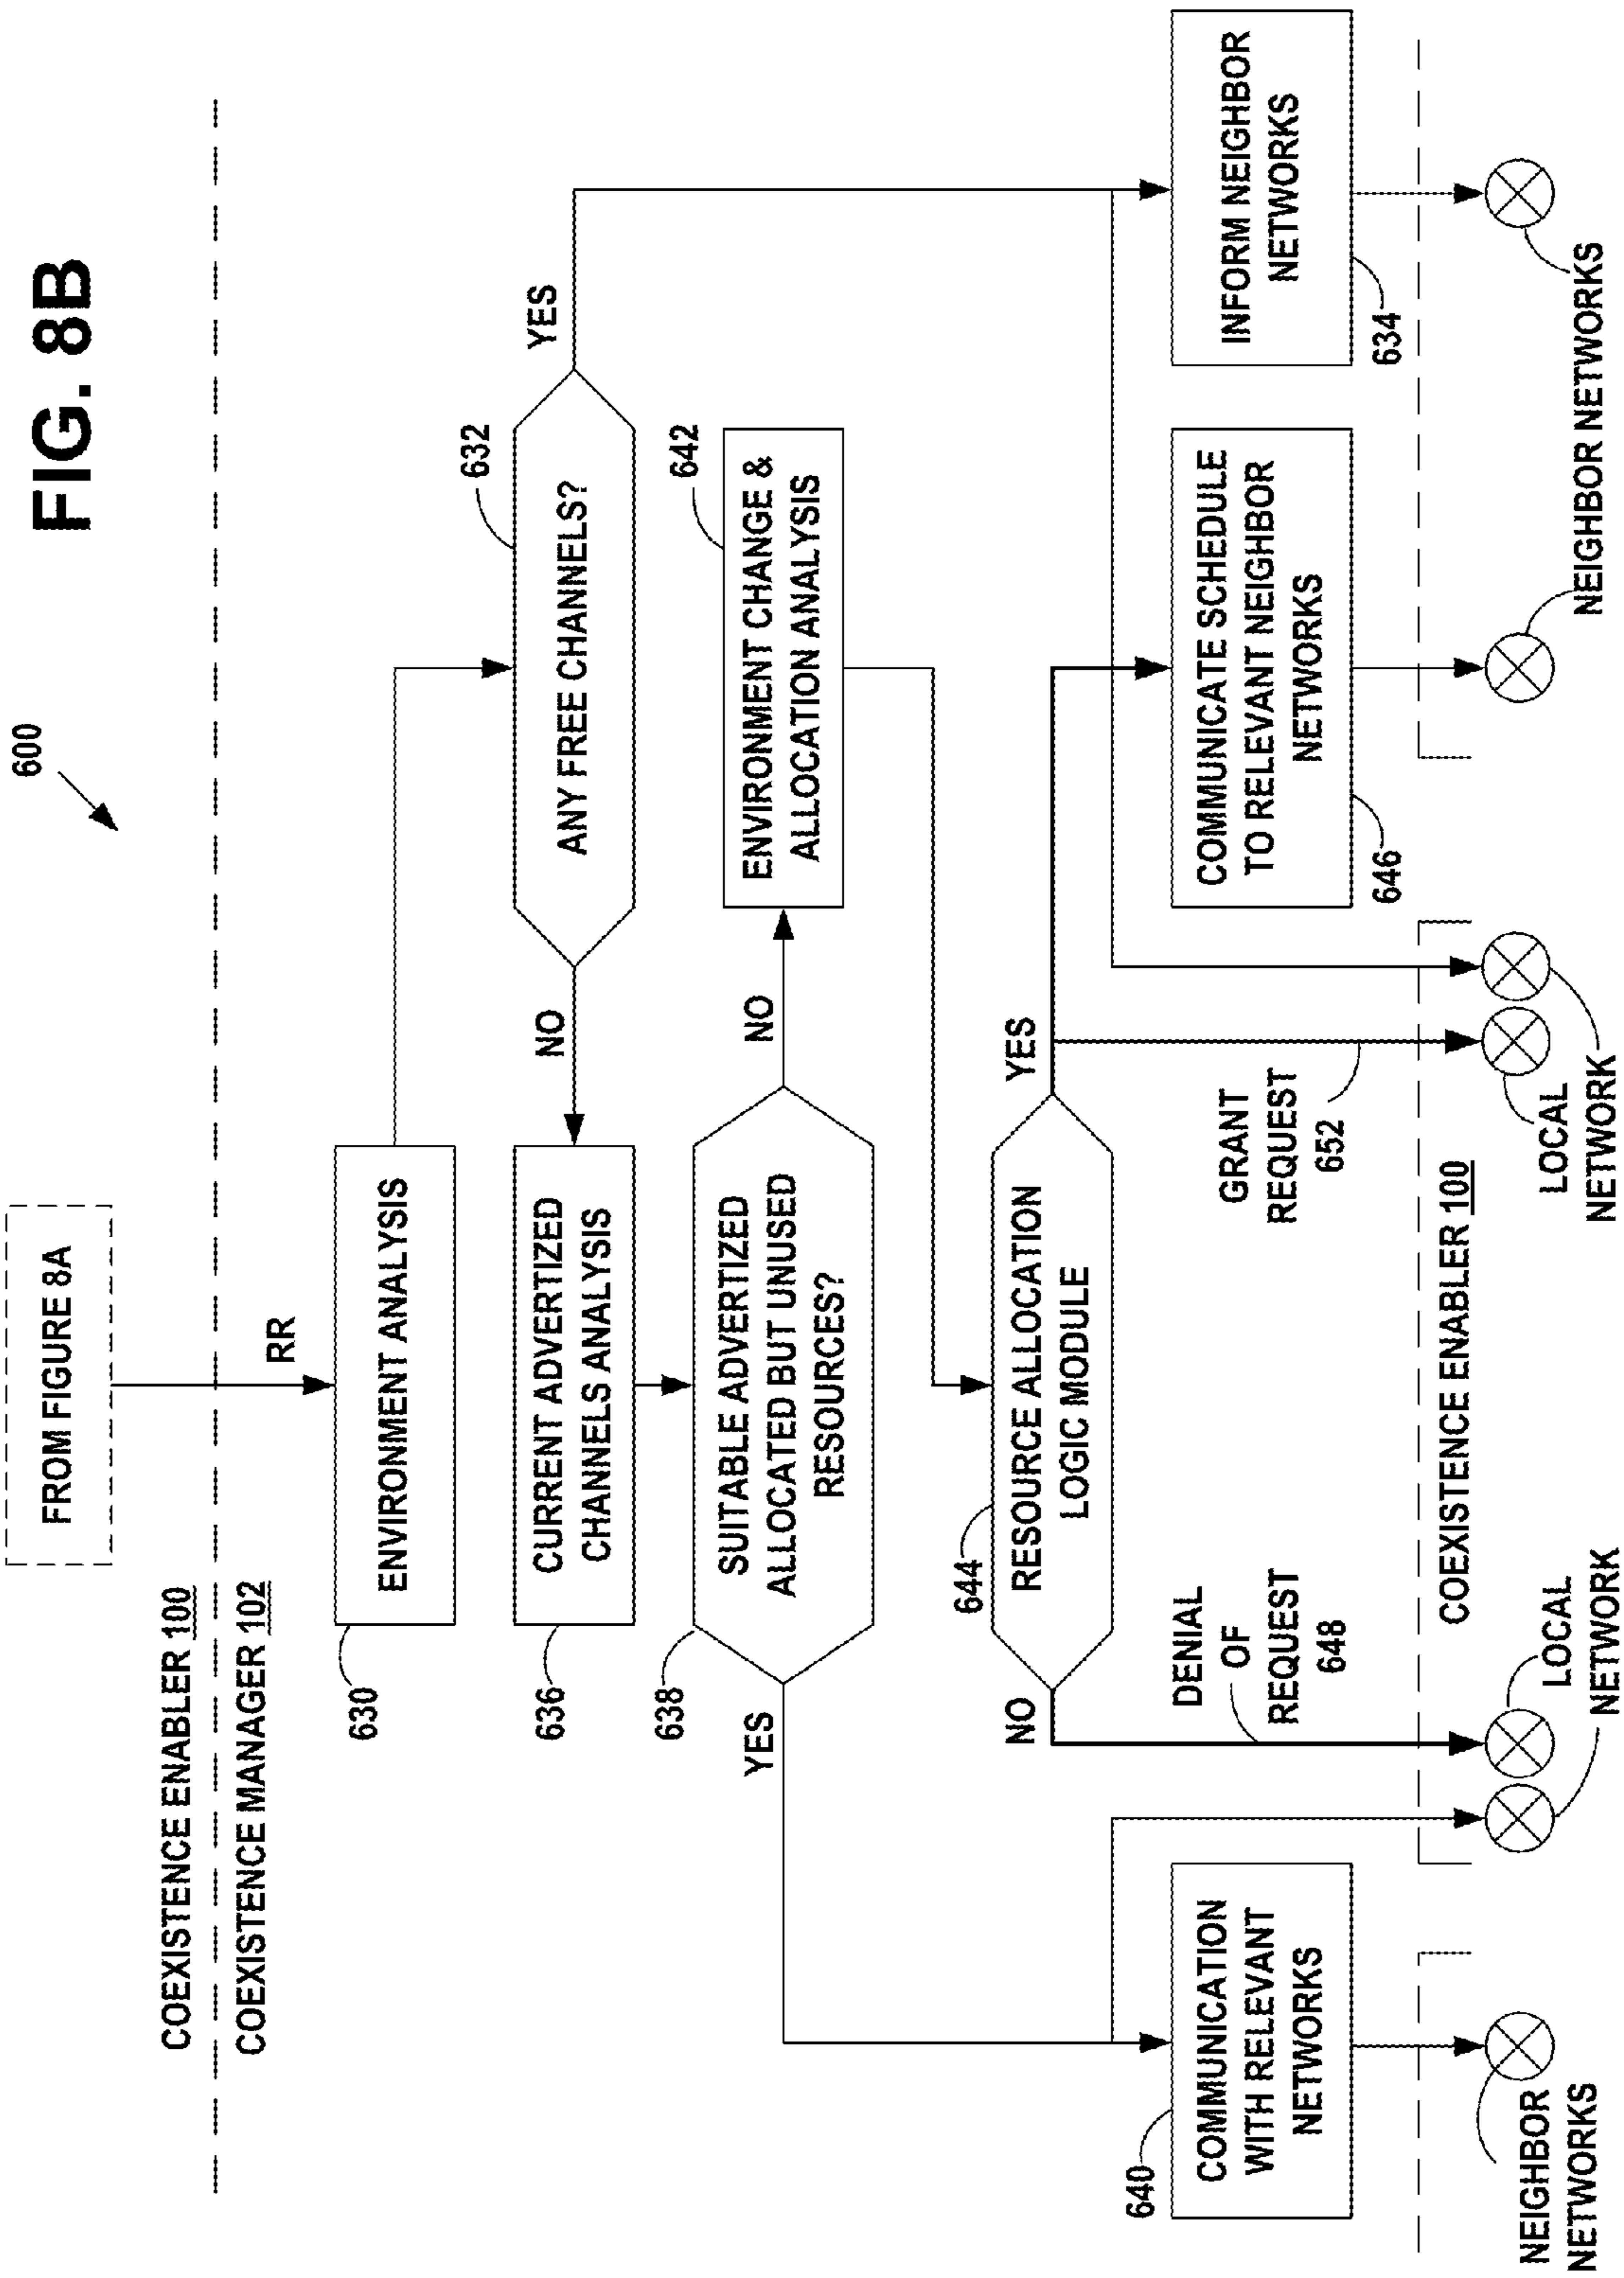 FIG. 8B
600
FROM FIGURE 8A
COEXISTENCE ENABLER 100
COEXISTENCE MANAGER 102
RR
630
ENVIRONMENT ANALYSIS
632
ANY FREE CHANNELS?
YES
NO
636
CURRENT ADVERTIZED
CHANNELS ANALYSIS
638
SUITABLE ADVERTIZED
ALLOCATED BUT UNUSED
RESOURCES?
YES
NO
642
ENVIRONMENT CHANGE &
ALLOCATION ANALYSIS
644
RESOURCE ALLOCATION
LOGIC MODULE
NO
YES
DENIAL
OF
REQUEST
648
GRANT
REQUEST
652
640
COMMUNICATION
WITH RELEVANT
NETWORKS
646
COMMUNICATE SCHEDULE
TO RELEVANT NEIGHBOR
NETWORKS
634
INFORM NEIGHBOR
NETWORKS
COEXISTENCE ENABLER 100
NEIGHBOR
NETWORKS
LOCAL
NETWORK
LOCAL
NETWORK
NEIGHBOR NETWORKS